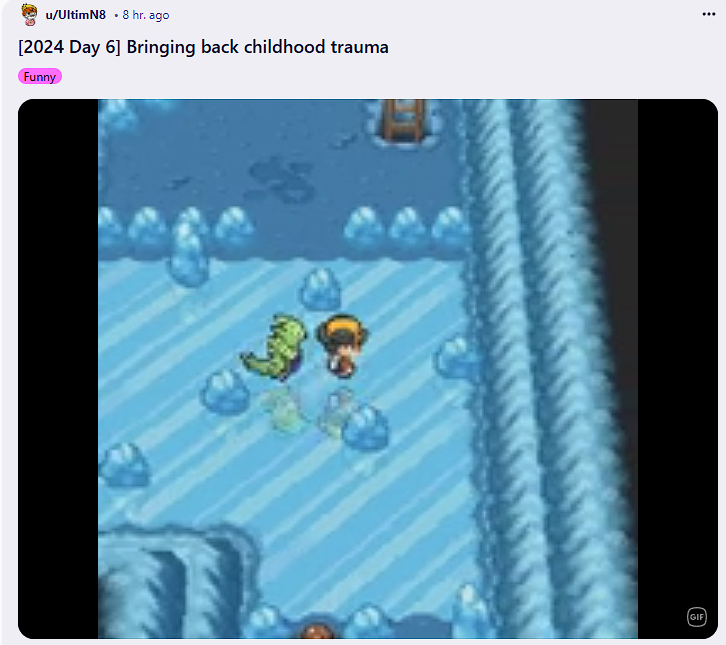 u/UltimN8 • 8 hr. ago
[2024 Day 6] Bringing back childhood trauma
Funny
GIF